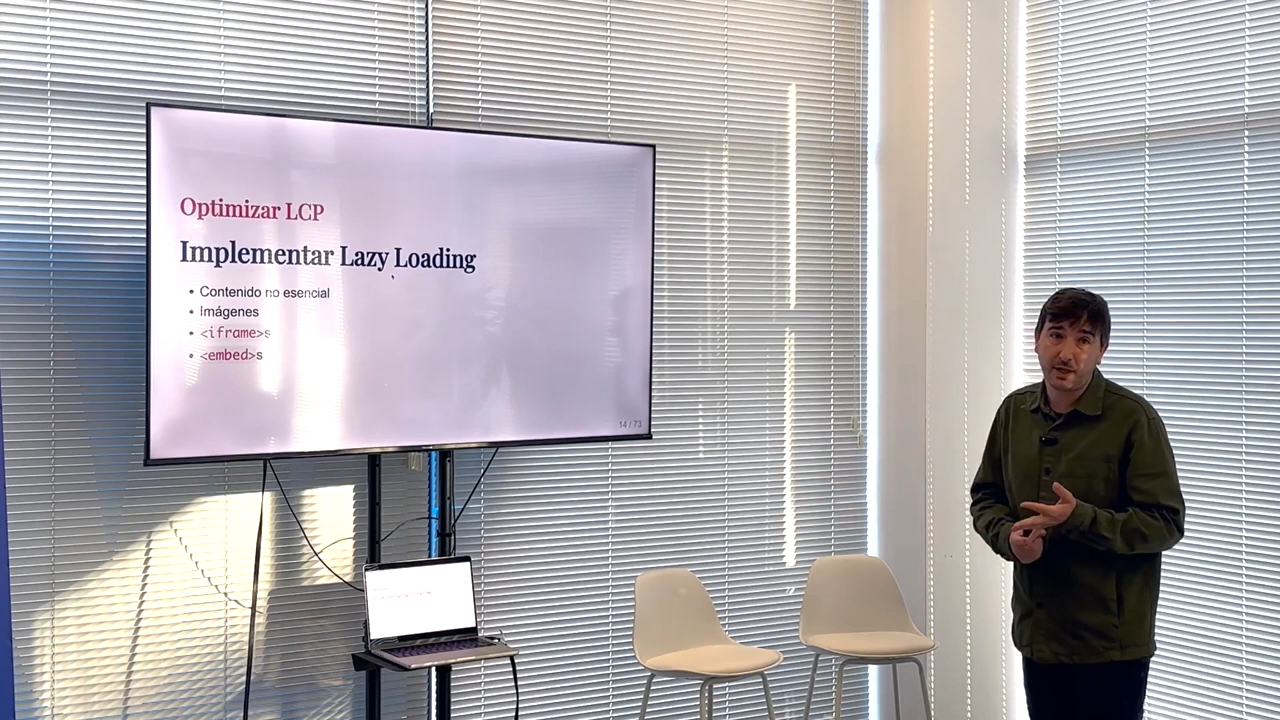 Optimizar LCP
Implementar Lazy Loading
• Contenido no esencial
• Imágenes
• <iframe>s
• <embed>s
14 / 73